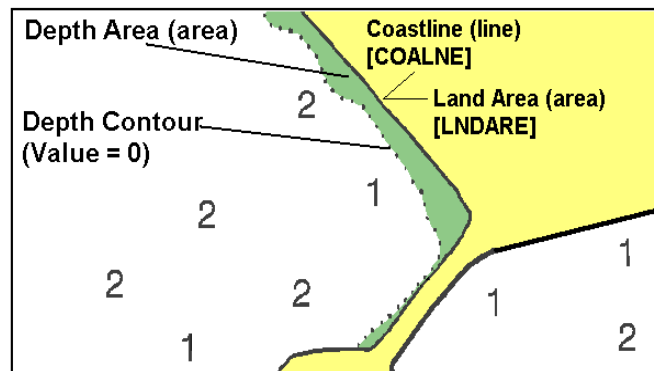 Depth Area (area)
Coastline (line)
[COALNE]
Land Area (area)
[LNDARE]
2
Depth Contour
(Value = 0)
1
2
1
2
2
1
1
2